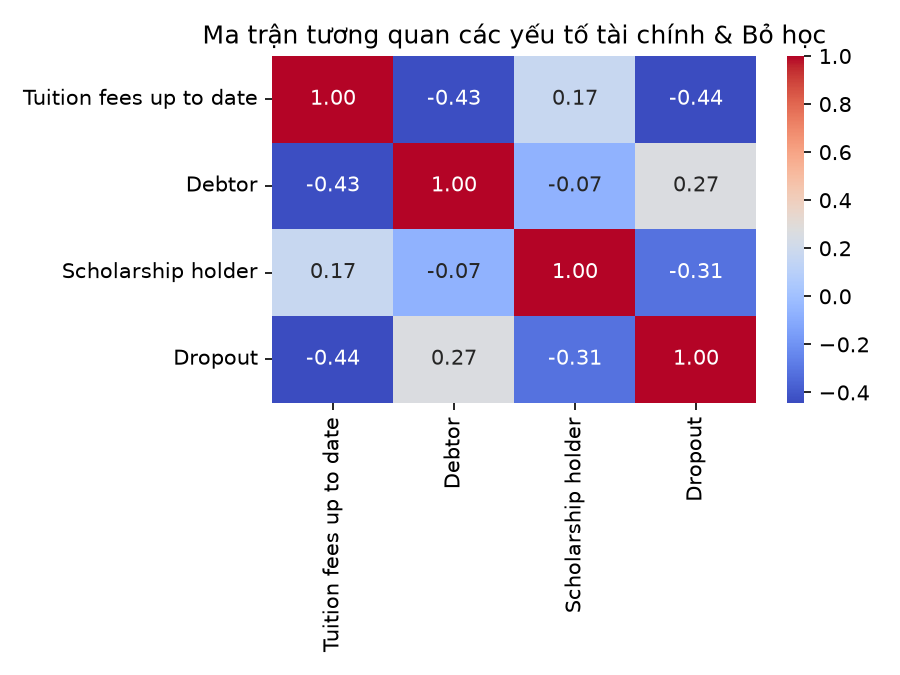 Ma trận tương quan các yếu tố tài chính & Bỏ học
Tuition fees up to date
1.00
-0.43
0.17
-0.44
Debtor
-0.43
1.00
-0.07
0.27
Scholarship holder
0.17
-0.07
1.00
-0.31
Dropout
-0.44
0.27
-0.31
1.00
Tuition fees up to date
Debtor
Scholarship holder
Dropout
1.0
0.8
0.6
0.4
0.2
0.0
−0.2
−0.4